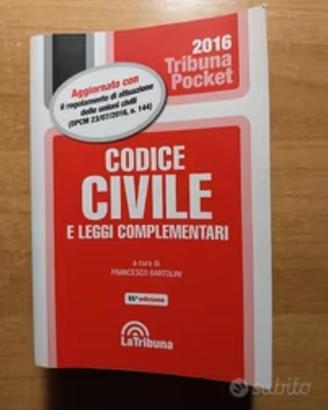 2016
Tribuna
Pocket
Aggiornato con
il regolamento di attuazione
delle unioni civili
(DPCM 23/07/2016, n. 144)
CODICE
CIVILE
E LEGGI COMPLEMENTARI
a cura di
FRANCESCO BARTOLINI
edizione
LaTribuna
subito